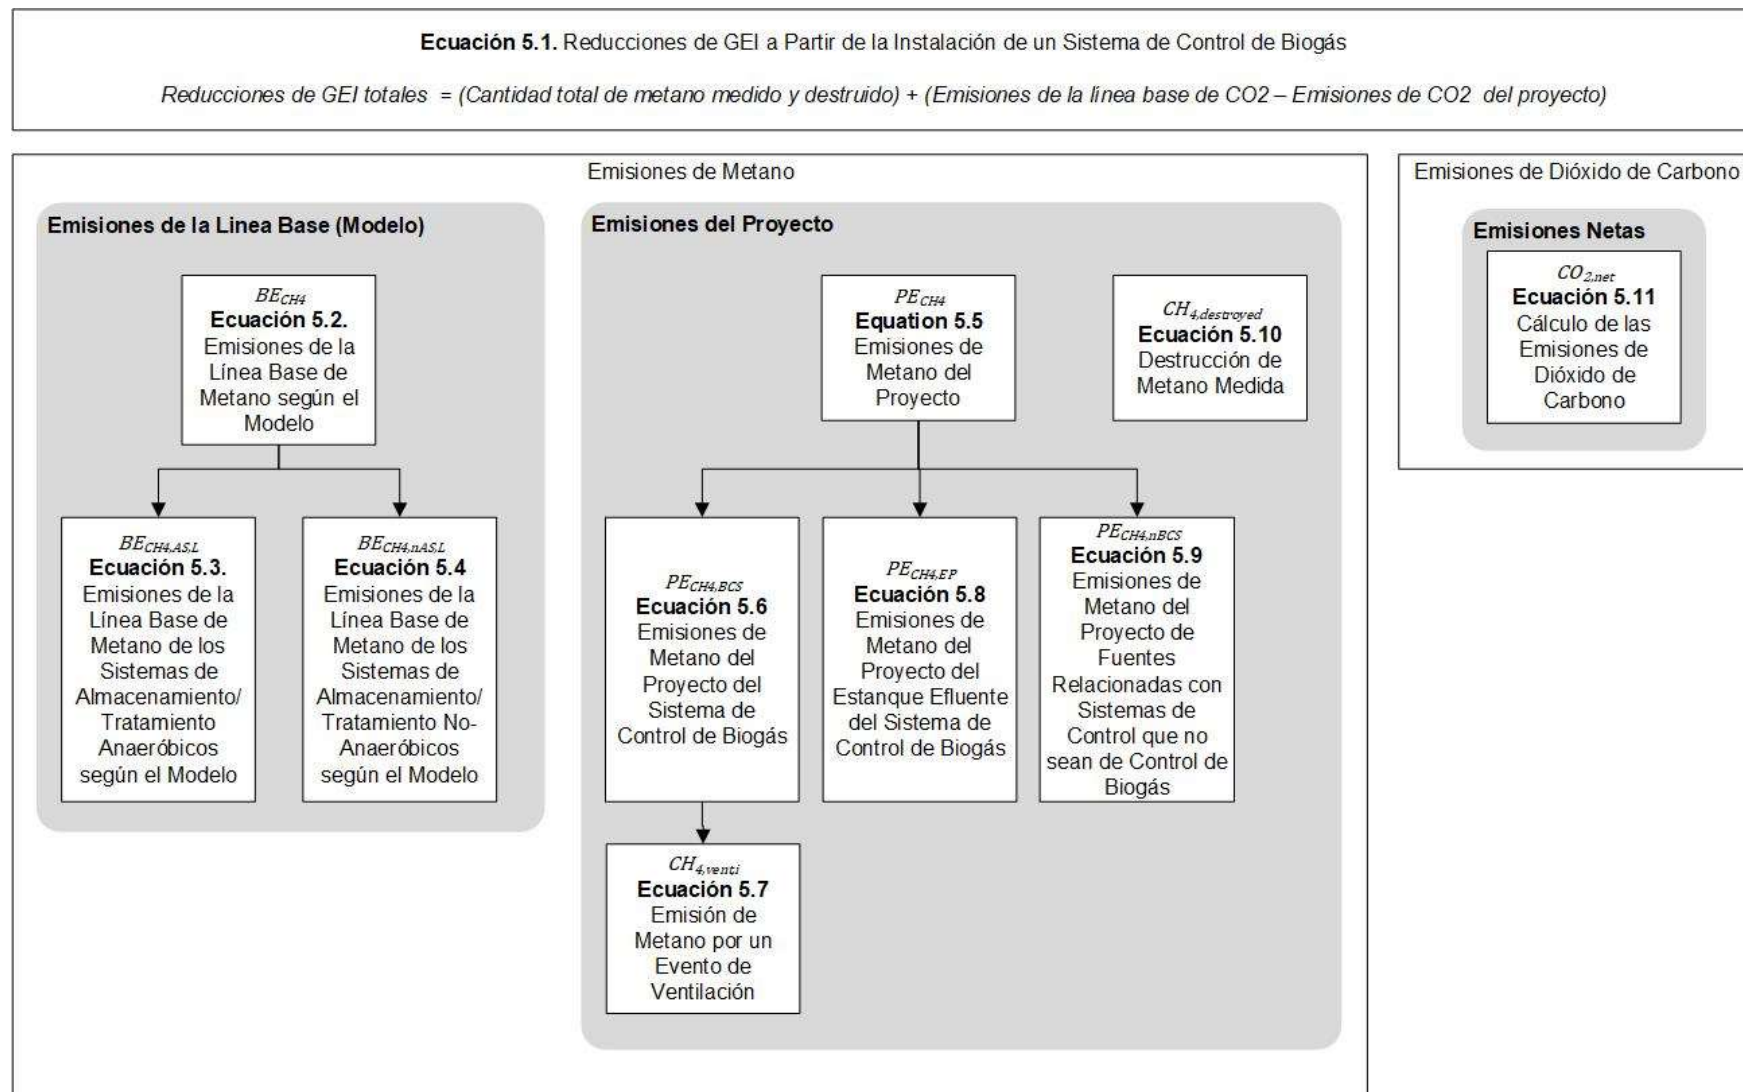 Ecuación 5.1. Reducciones de GEI a Partir de la Instalación de un Sistema de Control de Biogás
Reducciones de GEI totales = (Cantidad total de metano medido y destruido) + (Emisiones de la línea base de CO2 – Emisiones de CO2 del proyecto)
Emisiones de Metano
Emisiones de la Linea Base (Modelo)
BE_CH4
Ecuación 5.2.
Emisiones de la
Línea Base de
Metano según el
Modelo
BE_CH4,AS,L
Ecuación 5.3.
Emisiones de la
Línea Base de
Metano de los
Sistemas de
Almacenamiento/
Tratamiento
Anaeróbicos
según el Modelo
BE_CH4,nAS,L
Ecuación 5.4
Emisiones de la
Línea Base de
Metano de los
Sistemas de
Almacenamiento/
Tratamiento No-
Anaeróbicos
según el Modelo
Emisiones del Proyecto
PE_CH4
Equation 5.5
Emisiones de
Metano del
Proyecto
CH_4,destroyed
Ecuación 5.10
Destrucción de
Metano Medida
PE_CH4,BCS
Ecuación 5.6
Emisiones de
Metano del
Proyecto del
Sistema de
Control de Biogás
PE_CH4,EP
Ecuación 5.8
Emisiones de
Metano del
Proyecto del
Estanque Efluente
del Sistema de
Control de Biogás
PE_CH4,nBCS
Ecuación 5.9
Emisiones de
Metano del
Proyecto de
Fuentes
Relacionadas con
Sistemas de
Control que no
sean de Control de
Biogás
CH_4,venti
Ecuación 5.7
Emisión de
Metano por un
Evento de
Ventilación
Emisiones de Dióxido de Carbono
Emisiones Netas
CO_2,net
Ecuación 5.11
Cálculo de las
Emisiones de
Dióxido de
Carbono